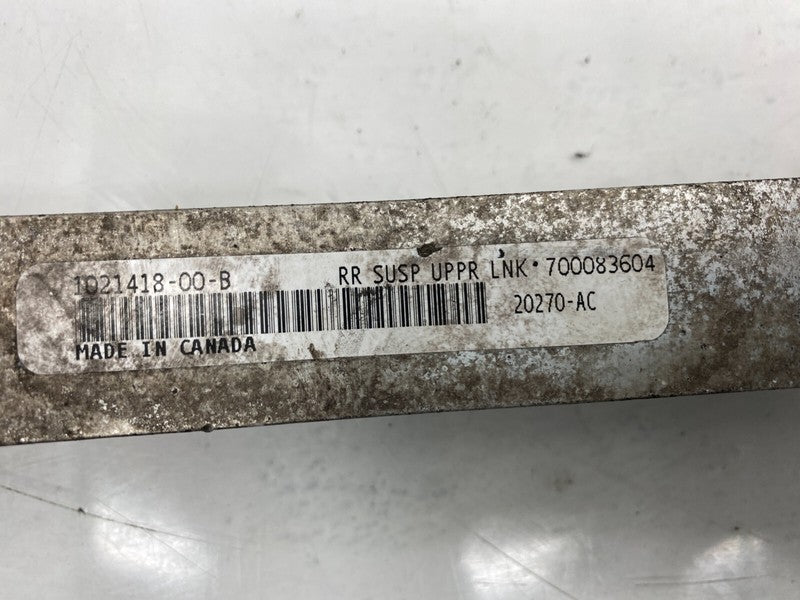 1021418-00-B RR SUSP UPPR LNK 700083604
20270-AC
MADE IN CANADA